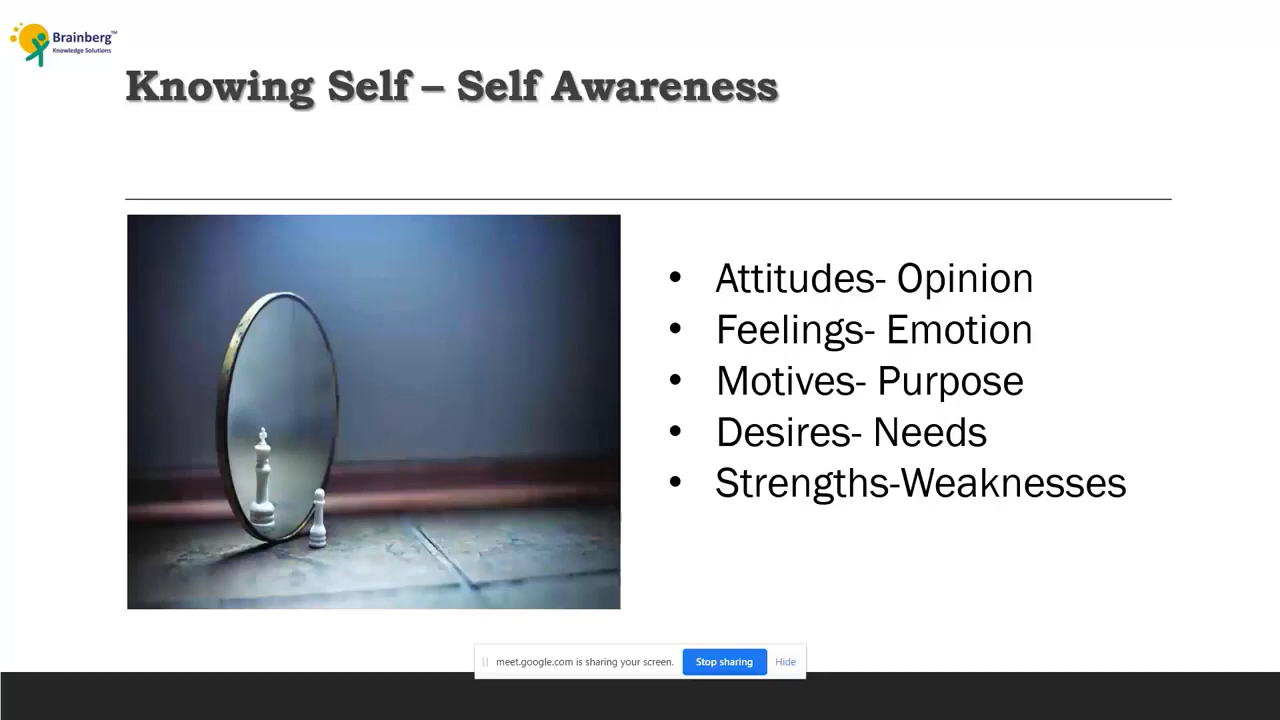 Brainberg™
Knowledge Solutions
Knowing Self – Self Awareness
• Attitudes- Opinion
• Feelings- Emotion
• Motives- Purpose
• Desires- Needs
• Strengths-Weaknesses
meet.google.com is sharing your screen. Stop sharing Hide